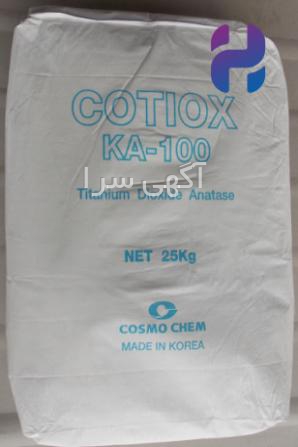 COTIOX
KA-100
آگهی سرا
Titanium Dioxide Anatase
NET 25Kg
COSMO CHEM
MADE IN KOREA